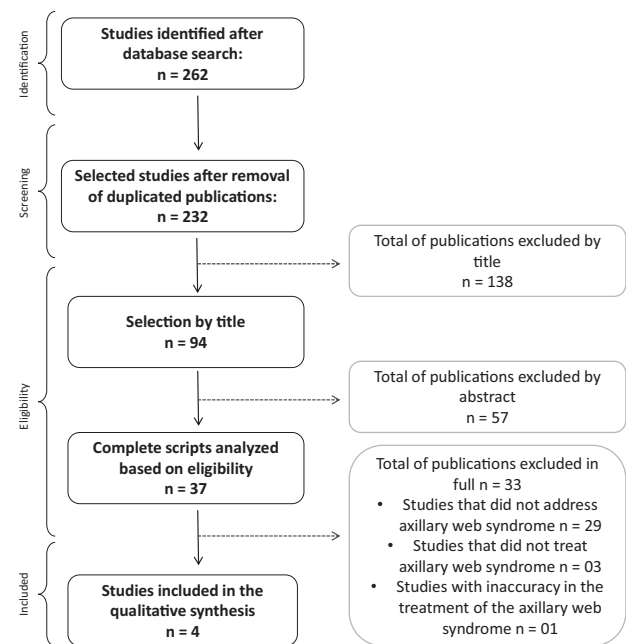 Identification
Studies identified after
database search:
n = 262
Screening
Selected studies after removal
of duplicated publications:
n = 232
Total of publications excluded by
title
n = 138
Eligibility
Selection by title
n = 94
Total of publications excluded by
abstract
n = 57
Complete scripts analyzed
based on eligibility
n = 37
Total of publications excluded in
full n = 33
• Studies that did not address
axillary web syndrome n = 29
• Studies that did not treat
axillary web syndrome n = 03
• Studies with inaccuracy in the
treatment of the axillary web
syndrome n = 01
Included
Studies included in the
qualitative synthesis
n = 4